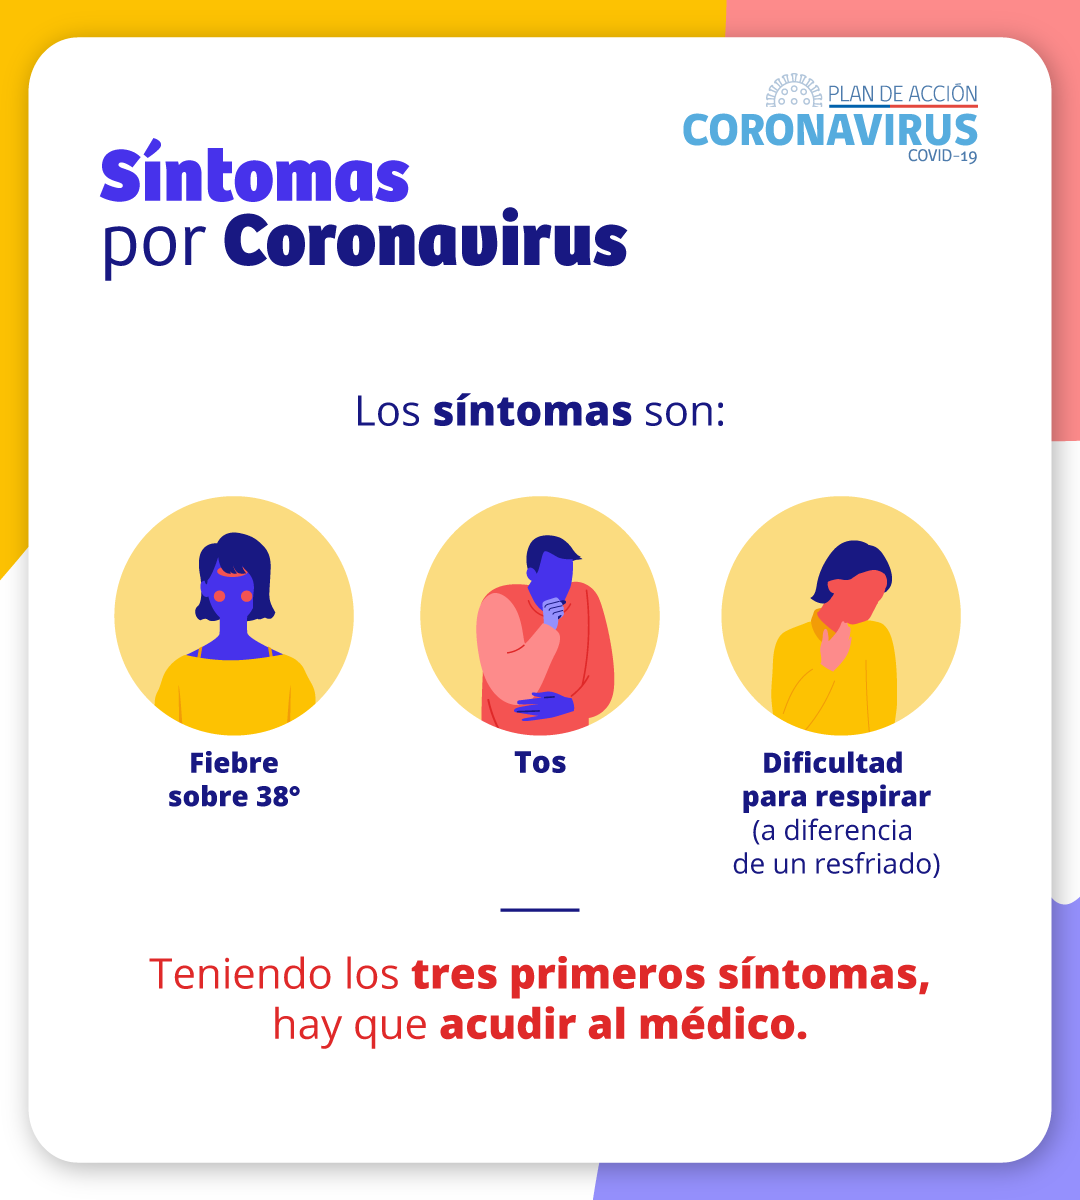 PLAN DE ACCIÓN
CORONAVIRUS
COVID-19
Síntomas
por Coronavirus
Los síntomas son:
Fiebre
sobre 38°
Tos
Dificultad
para respirar
(a diferencia
de un resfriado)
Teniendo los tres primeros síntomas,
hay que acudir al médico.